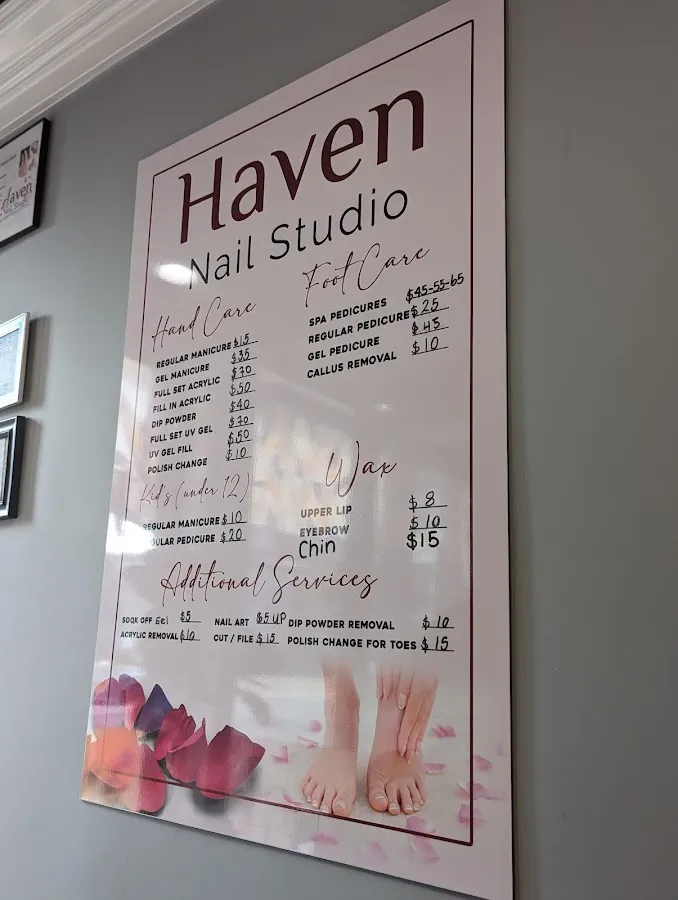 Haven
Nail Studio
Hand Care
REGULAR MANICURE $15
GEL MANICURE $35
FULL SET ACRYLIC $70
FILL IN ACRYLIC $50
DIP POWDER $40
FULL SET UV GEL $70
UV GEL FILL $50
POLISH CHANGE $10
Kid's (under 12)
REGULAR MANICURE $10
GULAR PEDICURE $20
Foot Care
SPA PEDICURES $45-55-65
REGULAR PEDICURE $25
GEL PEDICURE $45
CALLUS REMOVAL $10
Wax
UPPER LIP $8
EYEBROW $10
Chin $15
Additional Services
SOAK OFF Gel $5 NAIL ART $5 UP DIP POWDER REMOVAL $10
ACRYLIC REMOVAL $10 CUT / FILE $15 POLISH CHANGE FOR TOES $15
Haven